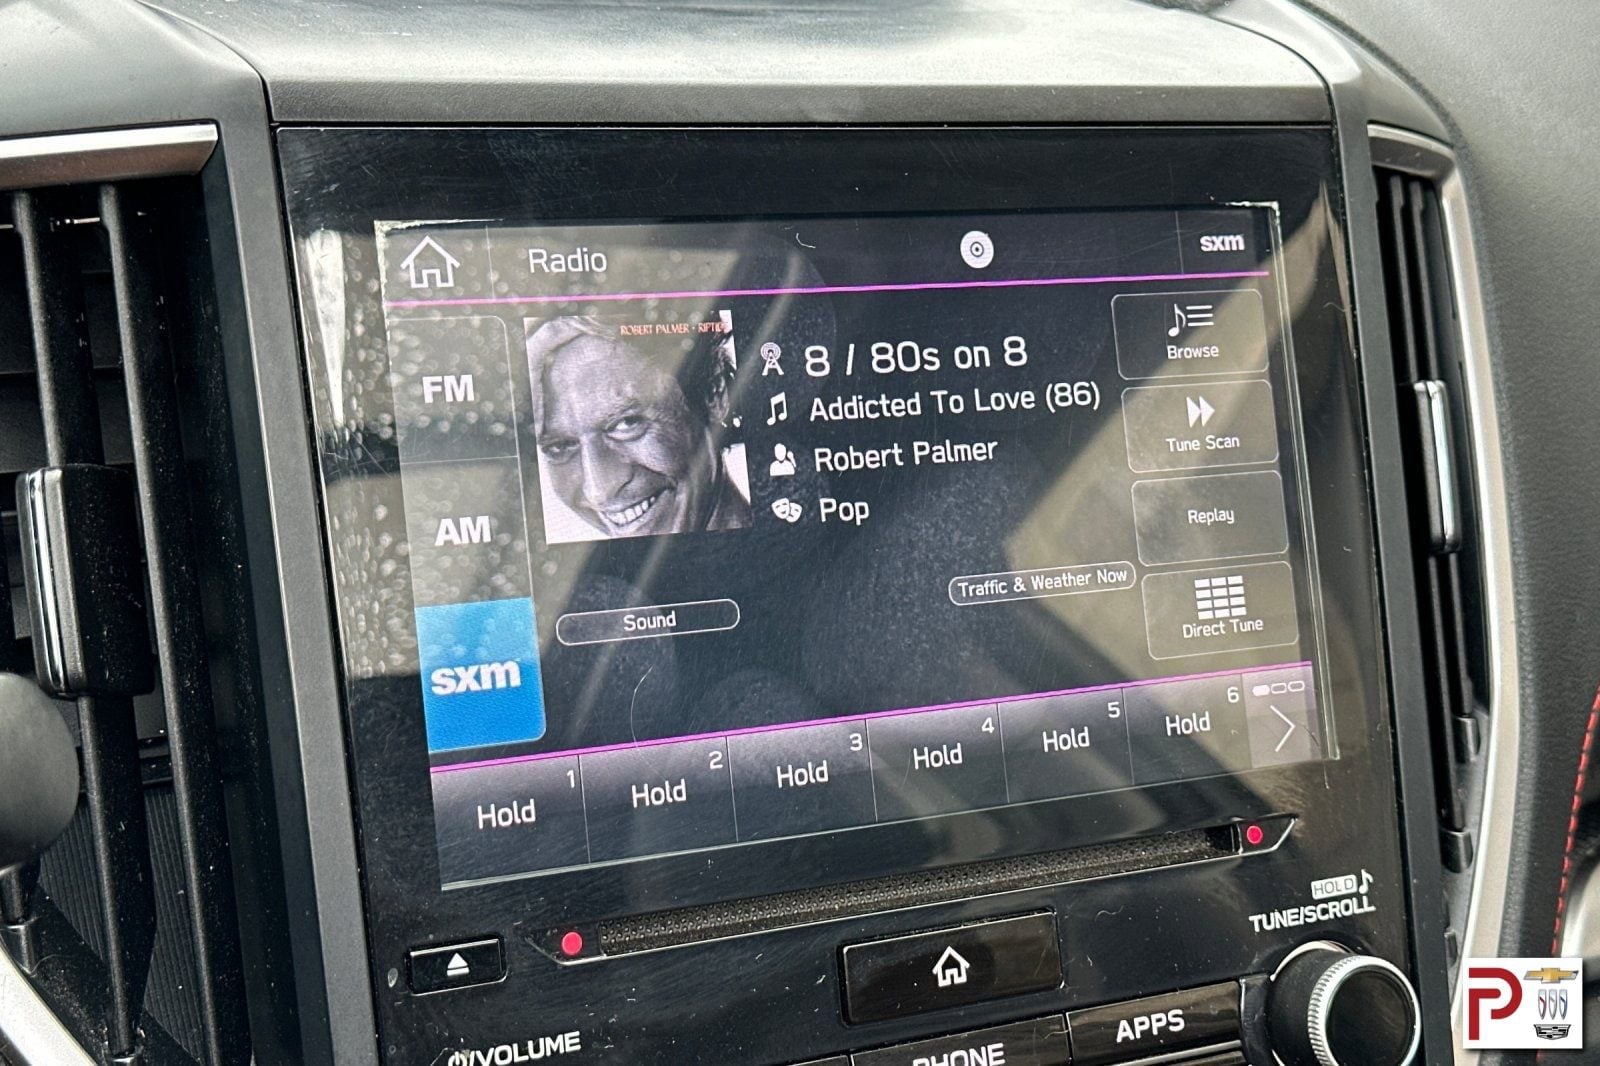 Radio
sxm
ROBERT PALMER · RIPTIDE
FM
8 / 80s on 8
Browse
Addicted To Love (86)
Tune Scan
Robert Palmer
AM
Pop
Replay
Traffic & Weather Now
Sound
Direct Tune
sxm
1
Hold
2
Hold
3
Hold
4
Hold
5
Hold
6
Hold
HOLD
TUNE/SCROLL
VOLUME
PHONE
APPS
P